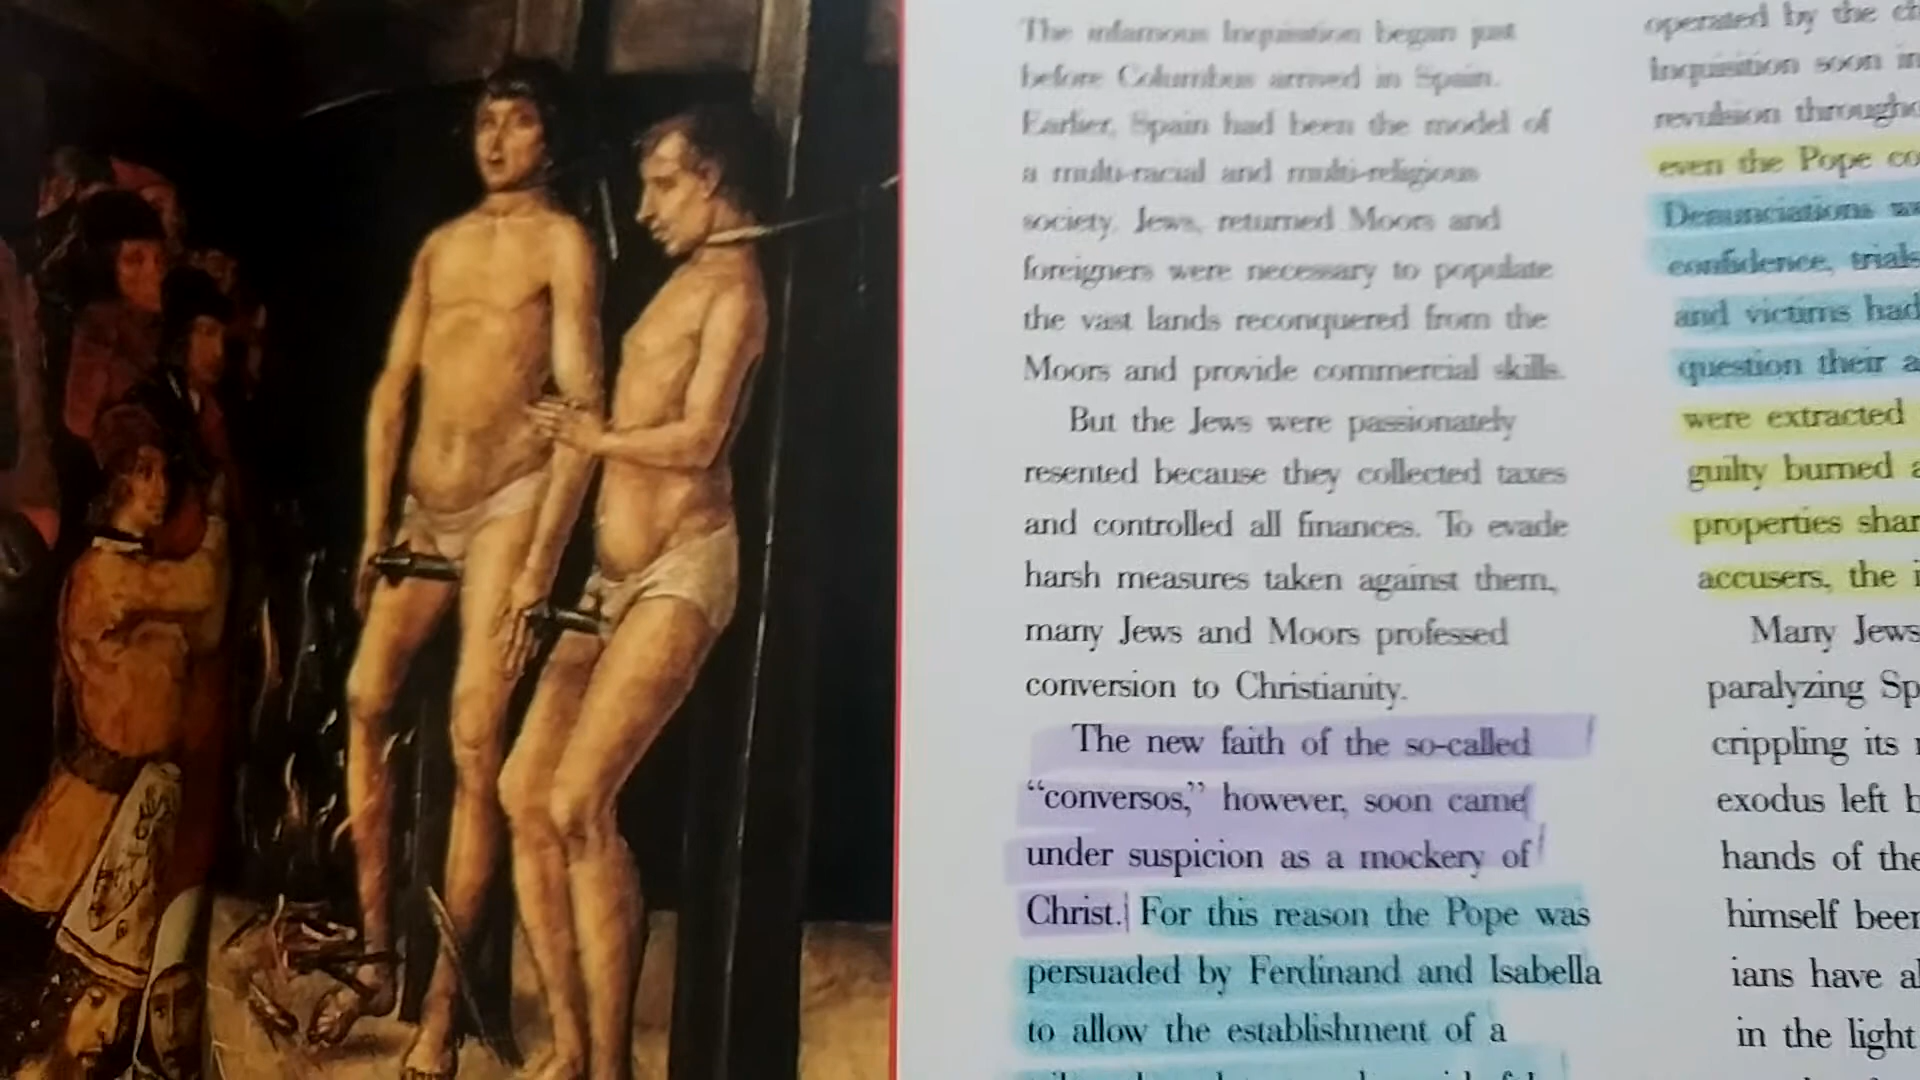 The infamous Inquisition began just
before Columbus arrived in Spain.
Earlier, Spain had been the model of
a multi-racial and multi-religious
society. Jews, returned Moors and
foreigners were necessary to populate
the vast lands reconquered from the
Moors and provide commercial skills.
But the Jews were passionately
resented because they collected taxes
and controlled all finances. To evade
harsh measures taken against them,
many Jews and Moors professed
conversion to Christianity.
The new faith of the so-called
“conversos,” however, soon came
under suspicion as a mockery of
Christ. For this reason the Pope was
persuaded by Ferdinand and Isabella
to allow the establishment of a
operated by the
Inquisition soon
revulsion
even the Pope
Denunciations
confidence, trials
and victims had
question their
were extracted
guilty burned
properties
accusers, the
Many Jews
paralyzing
crippling its
exodus left
hands of the
himself
ians have
in the light